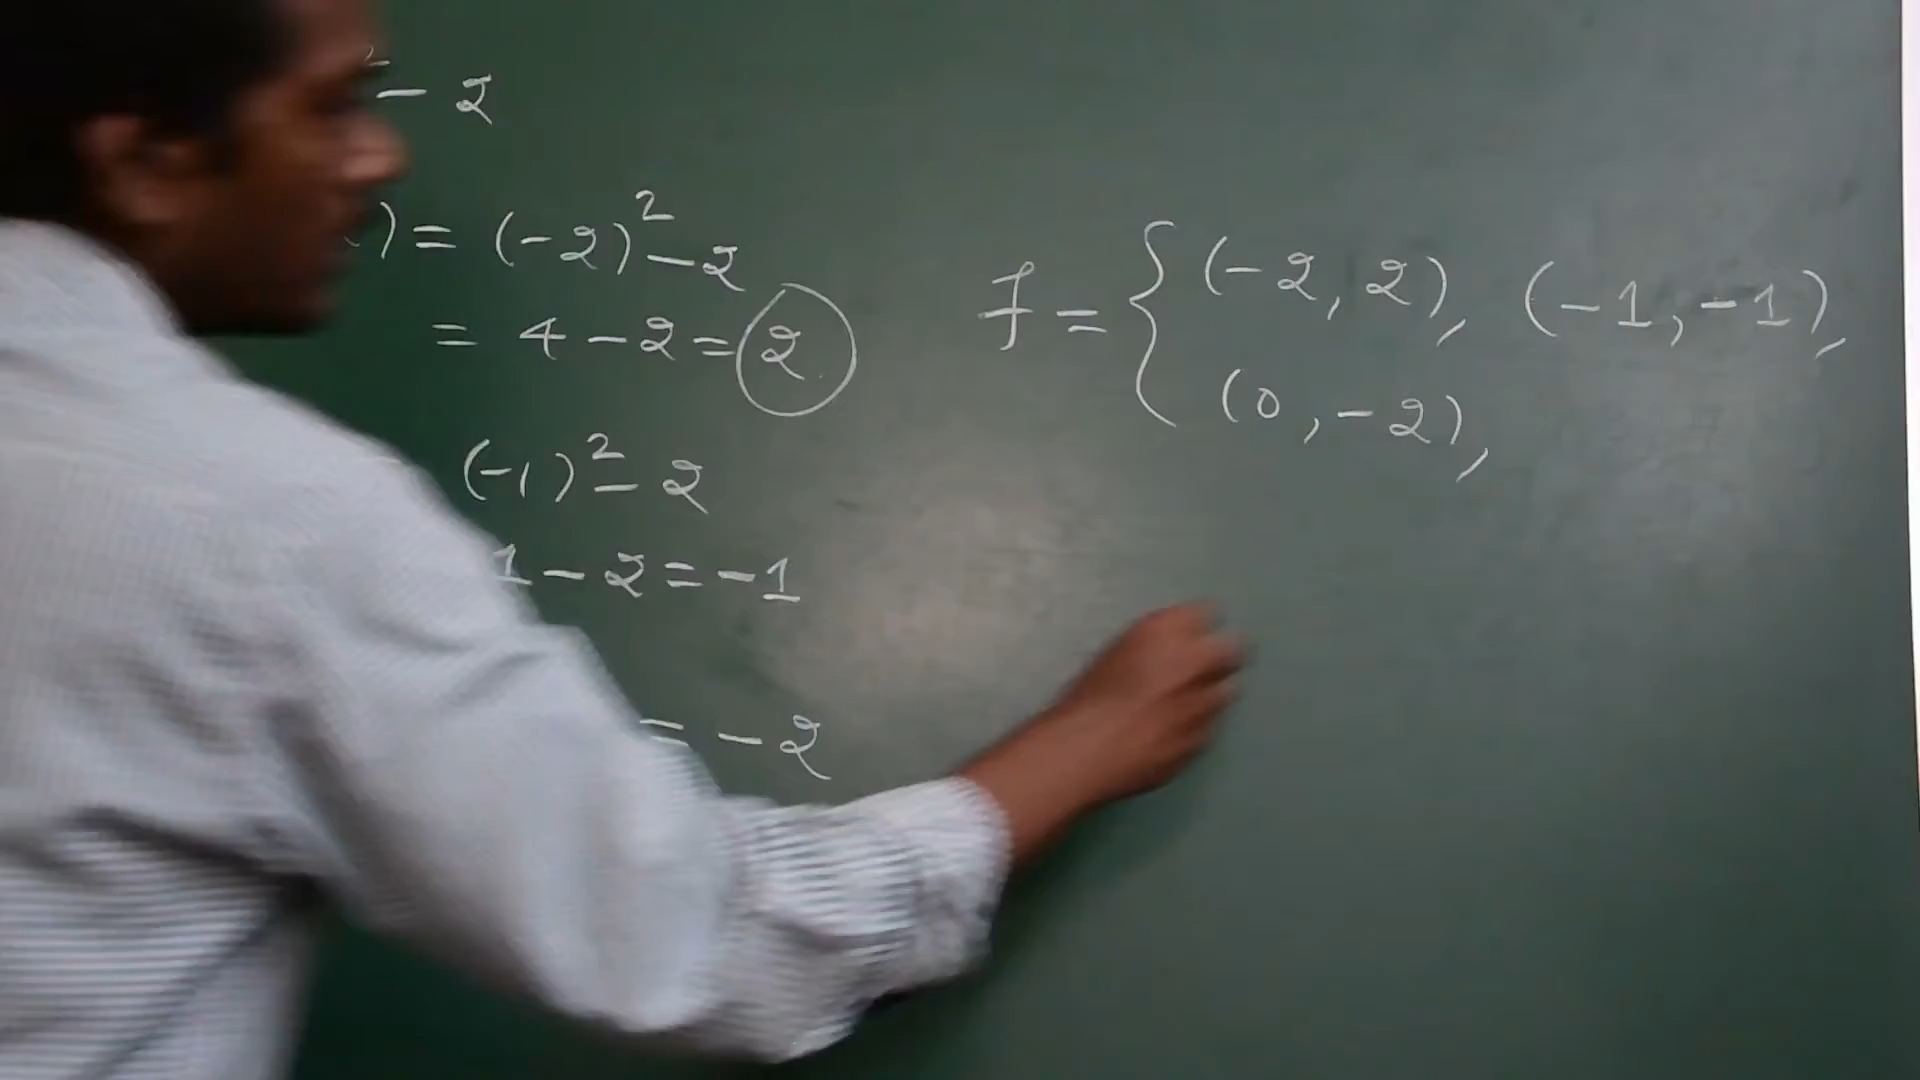 - 2
) = (-2)² - 2
= 4 - 2 = 2
(-1)² - 2
1 - 2 = -1
= -2
f = { (-2, 2), (-1, -1),
(0, -2),